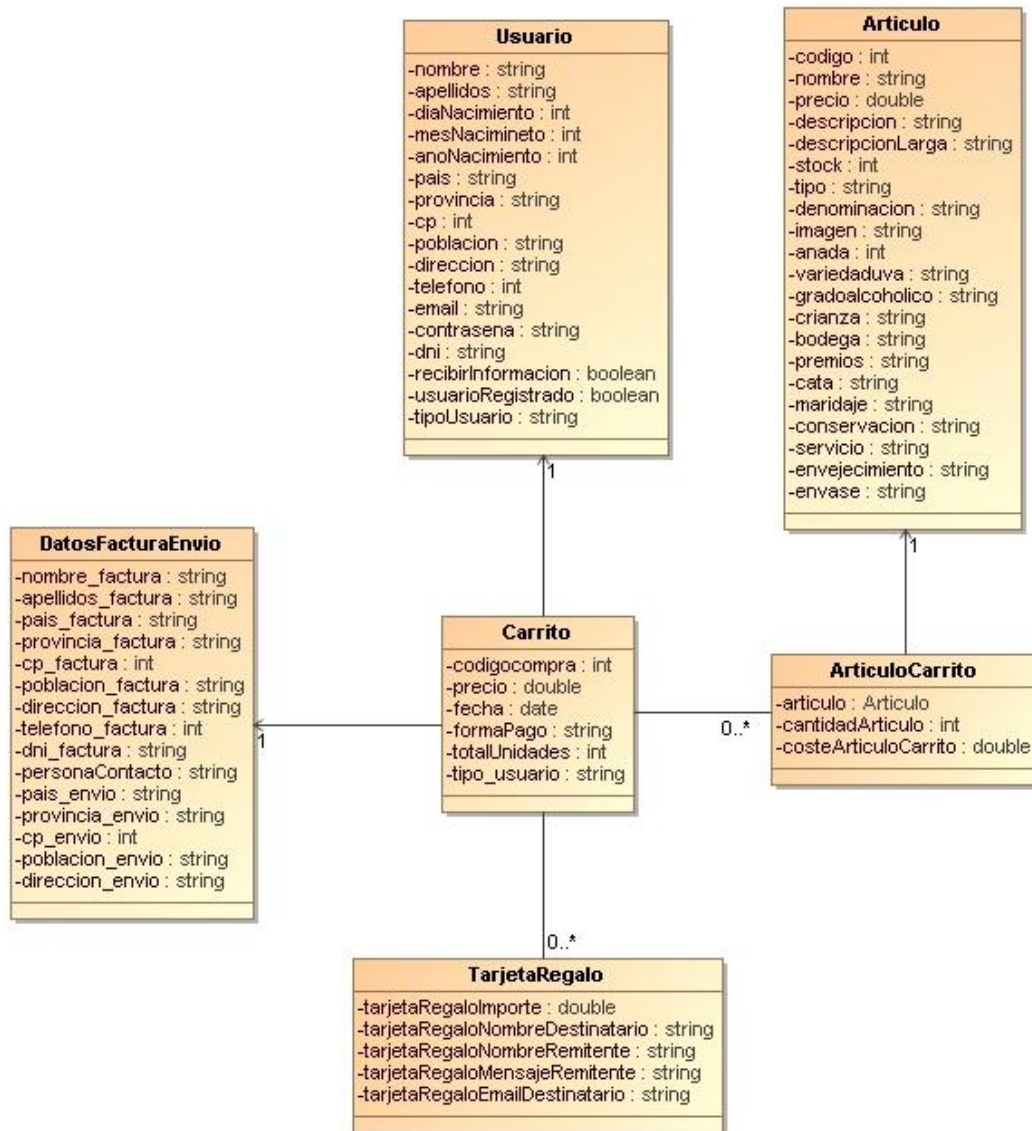 Usuario
-nombre : string
-apellidos : string
-diaNacimiento : int
-mesNacimineto : int
-anoNacimiento : int
-pais : string
-provincia : string
-cp : int
-poblacion : string
-direccion : string
-telefono : int
-email : string
-contrasena : string
-dni : string
-recibirInformacion : boolean
-usuarioRegistrado : boolean
-tipoUsuario : string
1
Articulo
-codigo : int
-nombre : string
-precio : double
-descripcion : string
-descripcionLarga : string
-stock : int
-tipo : string
-denominacion : string
-imagen : string
-anada : int
-variedaduva : string
-gradoalcoholico : string
-crianza : string
-bodega : string
-premios : string
-cata : string
-maridaje : string
-conservacion : string
-servicio : string
-envejecimiento : string
-envase : string
1
DatosFacturaEnvio
-nombre_factura : string
-apellidos_factura : string
-pais_factura : string
-provincia_factura : string
-cp_factura : int
-poblacion_factura : string
-direccion_factura : string
-telefono_factura : int
-dni_factura : string
-personaContacto : string
-pais_envio : string
-provincia_envio : string
-cp_envio : int
-poblacion_envio : string
-direccion_envio : string
1
Carrito
-codigocompra : int
-precio : double
-fecha : date
-formaPago : string
-totalUnidades : int
-tipo_usuario : string
0..*
ArticuloCarrito
-articulo : Articulo
-cantidadArticulo : int
-costeArticuloCarrito : double
0..*
TarjetaRegalo
-tarjetaRegaloImporte : double
-tarjetaRegaloNombreDestinatario : string
-tarjetaRegaloNombreRemitente : string
-tarjetaRegaloMensajeRemitente : string
-tarjetaRegaloEmailDestinatario : string